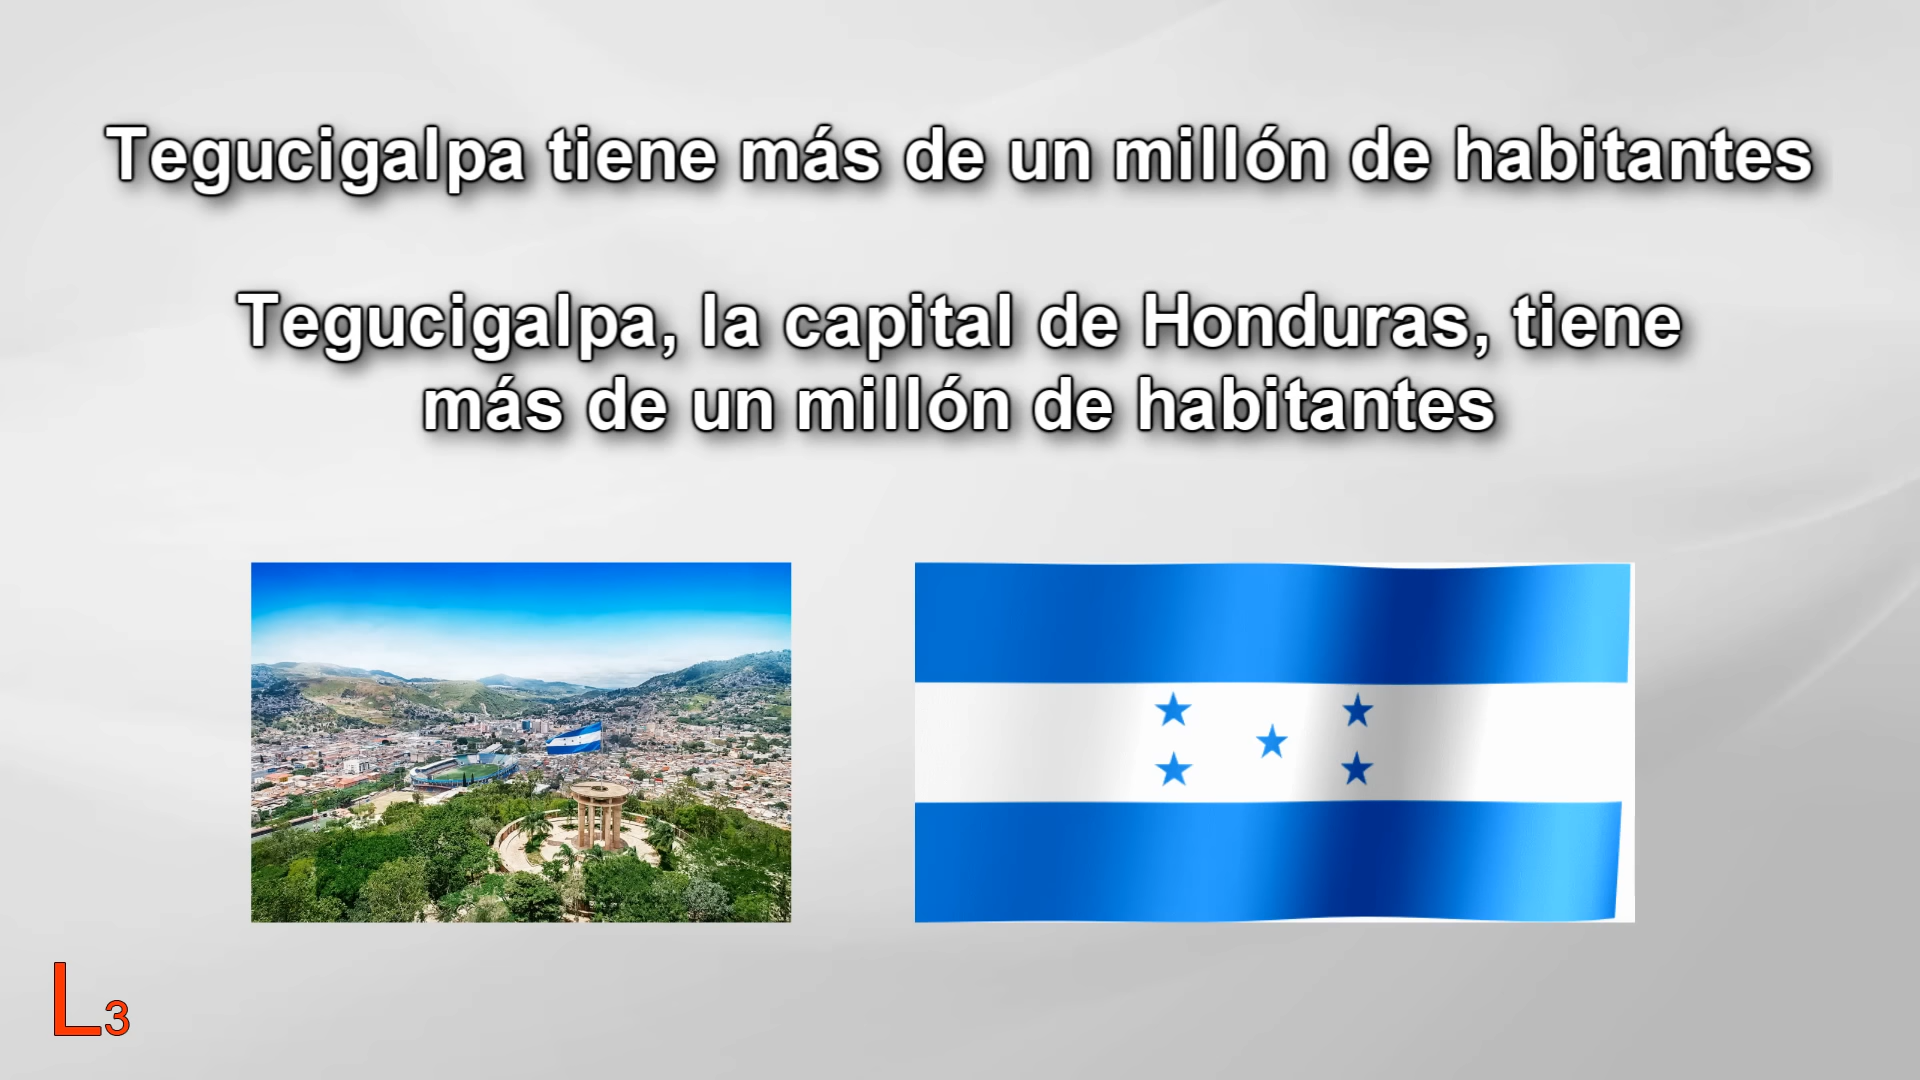 Tegucigalpa tiene más de un millón de habitantes
Tegucigalpa, la capital de Honduras, tiene
más de un millón de habitantes
L3